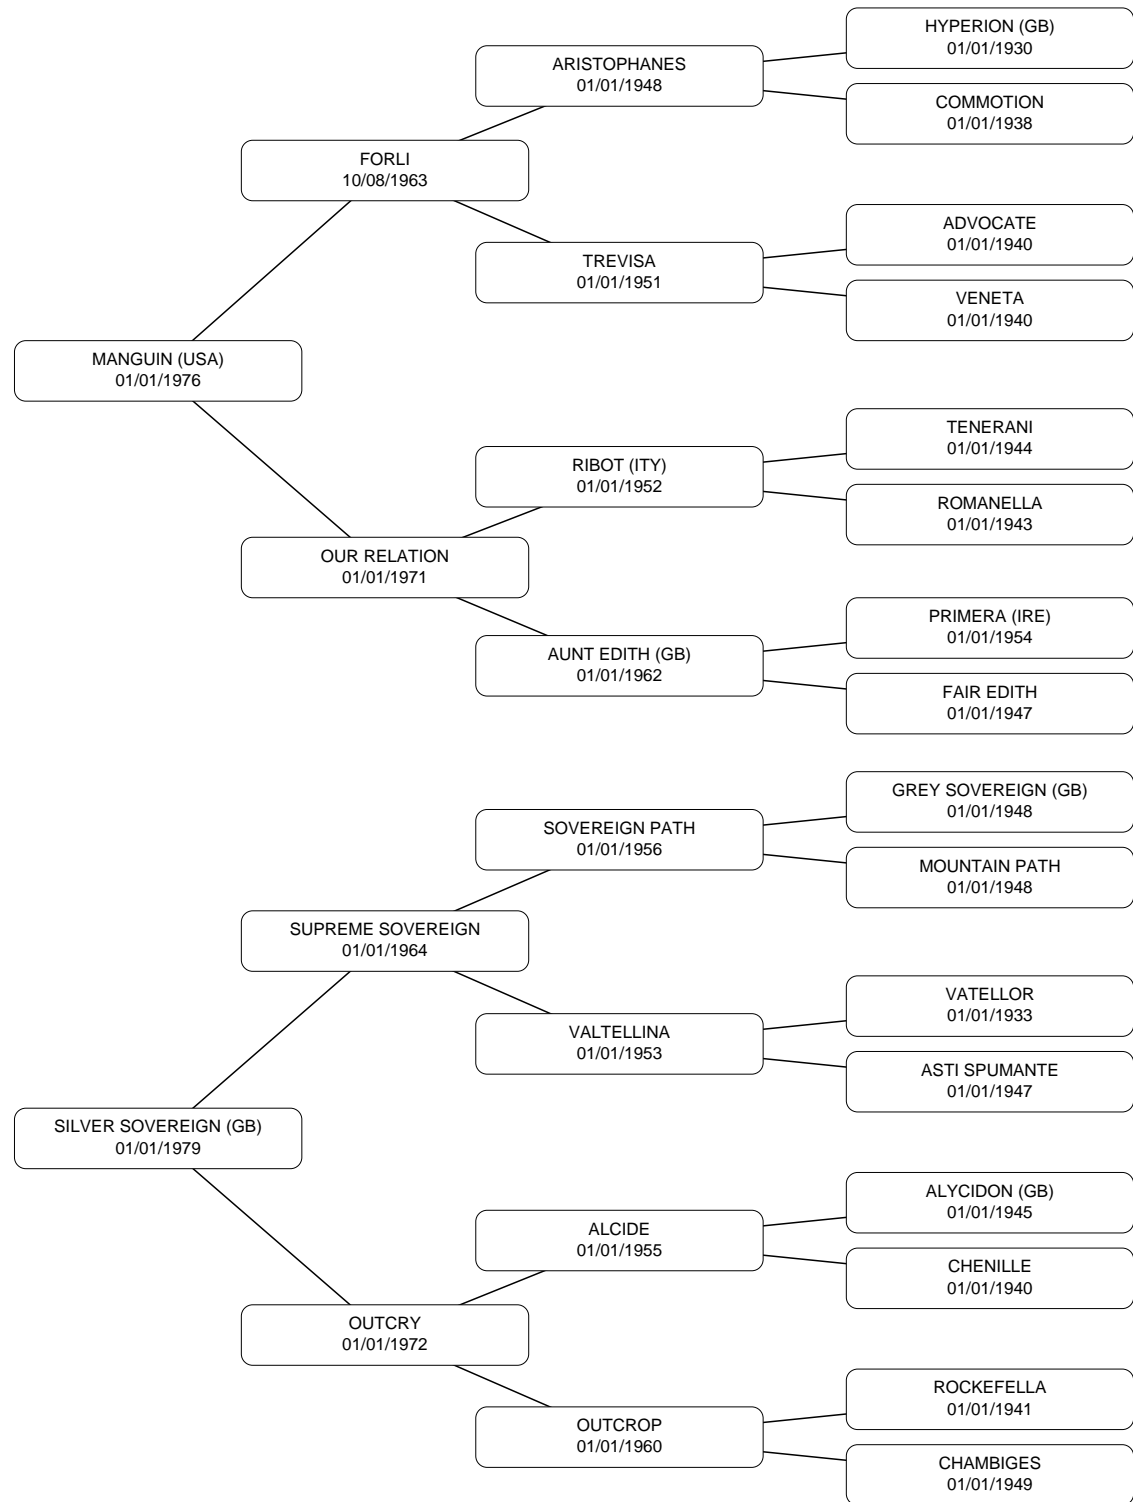 HYPERION (GB)
01/01/1930
ARISTOPHANES
01/01/1948
COMMOTION
01/01/1938
FORLI
10/08/1963
ADVOCATE
01/01/1940
TREVISA
01/01/1951
VENETA
01/01/1940
MANGUIN (USA)
01/01/1976
TENERANI
01/01/1944
RIBOT (ITY)
01/01/1952
ROMANELLA
01/01/1943
OUR RELATION
01/01/1971
PRIMERA (IRE)
01/01/1954
AUNT EDITH (GB)
01/01/1962
FAIR EDITH
01/01/1947
GREY SOVEREIGN (GB)
01/01/1948
SOVEREIGN PATH
01/01/1956
MOUNTAIN PATH
01/01/1948
SUPREME SOVEREIGN
01/01/1964
VATELLOR
01/01/1933
VALTELLINA
01/01/1953
ASTI SPUMANTE
01/01/1947
SILVER SOVEREIGN (GB)
01/01/1979
ALYCIDON (GB)
01/01/1945
ALCIDE
01/01/1955
CHENILLE
01/01/1940
OUTCRY
01/01/1972
ROCKEFELLA
01/01/1941
OUTCROP
01/01/1960
CHAMBIGES
01/01/1949